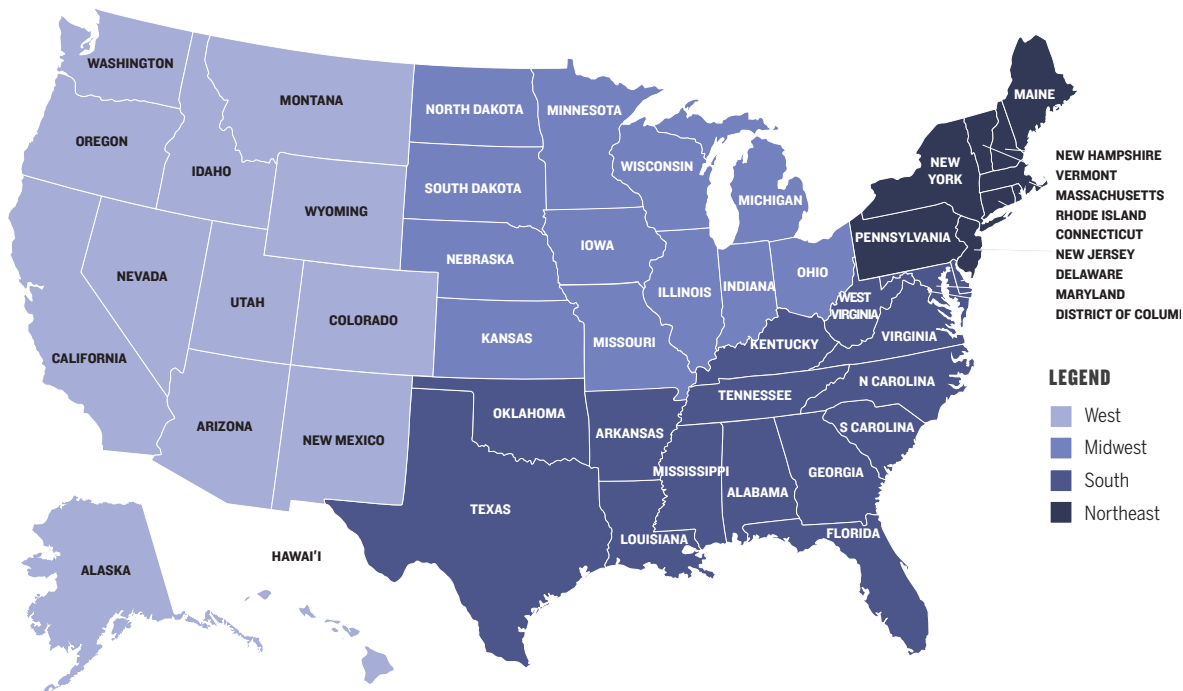 WASHINGTON
MONTANA
NORTH DAKOTA
MINNESOTA
MAINE
OREGON
IDAHO
WISCONSIN
NEW
YORK
NEW HAMPSHIRE
VERMONT
MASSACHUSETTS
RHODE ISLAND
CONNECTICUT
NEW JERSEY
DELAWARE
MARYLAND
DISTRICT OF COLUM
SOUTH DAKOTA
WYOMING
MICHIGAN
PENNSYLVANIA
IOWA
NEBRASKA
NEVADA
UTAH
COLORADO
ILLINOIS
INDIANA
OHIO
WEST
VIRGINIA
VIRGINIA
KANSAS
MISSOURI
KENTUCKY
CALIFORNIA
N CAROLINA
TENNESSEE
ARIZONA
NEW MEXICO
OKLAHOMA
ARKANSAS
S CAROLINA
MISSISSIPPI
GEORGIA
ALABAMA
TEXAS
LOUISIANA
FLORIDA
HAWAI'I
ALASKA
LEGEND
West
Midwest
South
Northeast